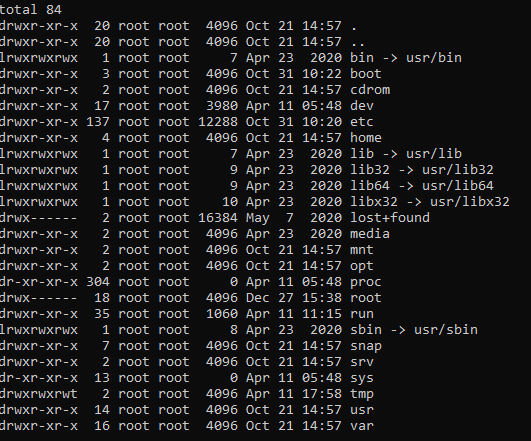 total 84
drwxr-xr-x  20 root root  4096 Oct 21 14:57 .
drwxr-xr-x  20 root root  4096 Oct 21 14:57 ..
lrwxrwxrwx   1 root root     7 Apr 23  2020 bin -> usr/bin
drwxr-xr-x   3 root root  4096 Oct 31 10:22 boot
drwxr-xr-x   2 root root  4096 Oct 21 14:57 cdrom
drwxr-xr-x  17 root root  3980 Apr 11 05:48 dev
drwxr-xr-x 137 root root 12288 Oct 31 10:20 etc
drwxr-xr-x   4 root root  4096 Oct 21 14:57 home
lrwxrwxrwx   1 root root     7 Apr 23  2020 lib -> usr/lib
lrwxrwxrwx   1 root root     9 Apr 23  2020 lib32 -> usr/lib32
lrwxrwxrwx   1 root root     9 Apr 23  2020 lib64 -> usr/lib64
lrwxrwxrwx   1 root root    10 Apr 23  2020 libx32 -> usr/libx32
drwx------   2 root root 16384 May  7  2020 lost+found
drwxr-xr-x   2 root root  4096 Apr 23  2020 media
drwxr-xr-x   2 root root  4096 Oct 21 14:57 mnt
drwxr-xr-x   2 root root  4096 Oct 21 14:57 opt
dr-xr-xr-x 304 root root     0 Apr 11 05:48 proc
drwx------  18 root root  4096 Dec 27 15:38 root
drwxr-xr-x  35 root root  1060 Apr 11 11:15 run
lrwxrwxrwx   1 root root     8 Apr 23  2020 sbin -> usr/sbin
drwxr-xr-x   7 root root  4096 Oct 21 14:57 snap
drwxr-xr-x   2 root root  4096 Oct 21 14:57 srv
dr-xr-xr-x  13 root root     0 Apr 11 05:48 sys
drwxrwxrwt   2 root root  4096 Apr 11 17:58 tmp
drwxr-xr-x  14 root root  4096 Oct 21 14:57 usr
drwxr-xr-x  16 root root  4096 Oct 21 14:57 var